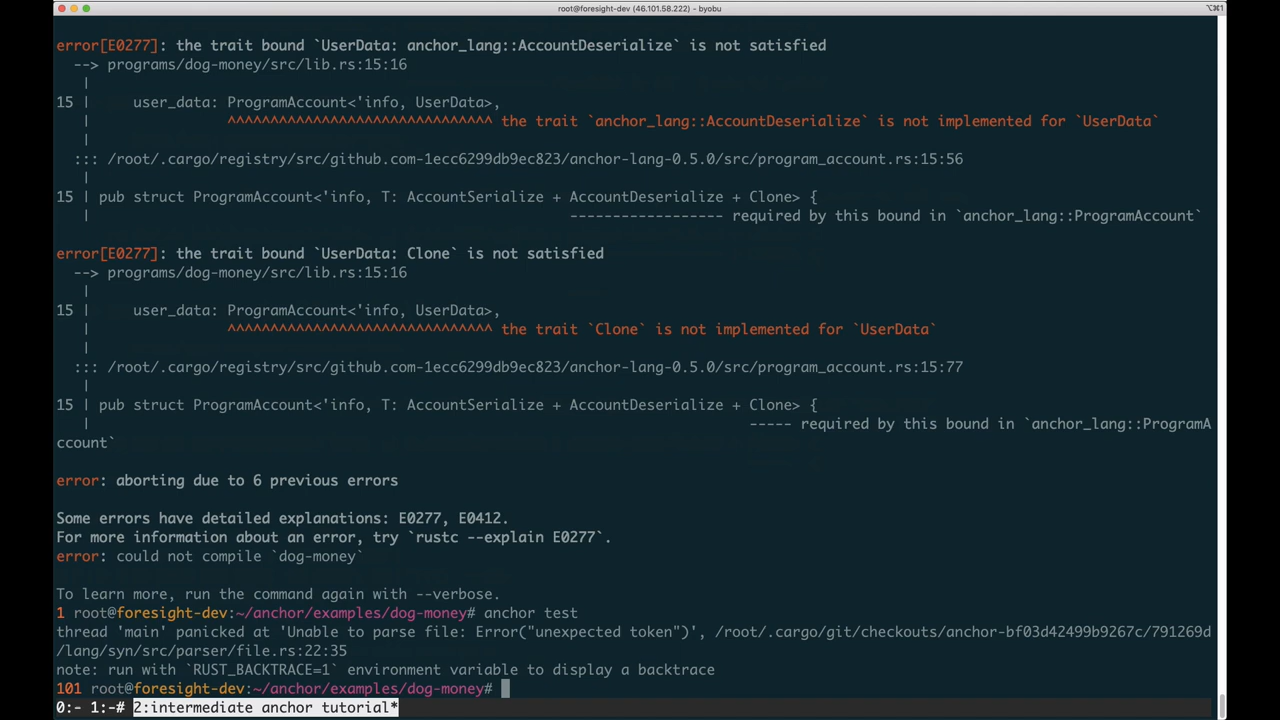 root@foresight-dev (46.101.58.222) - byobu
⌥⌘1
error[E0277]: the trait bound `UserData: anchor_lang::AccountDeserialize` is not satisfied
--> programs/dog-money/src/lib.rs:15:16
|
15 |     user_data: ProgramAccount<'info, UserData>,
|                ^^^^^^^^^^^^^^^^^^^^^^^^^^^^^^^ the trait `anchor_lang::AccountDeserialize` is not implemented for `UserData`
|
::: /root/.cargo/registry/src/github.com-1ecc6299db9ec823/anchor-lang-0.5.0/src/program_account.rs:15:56
|
15 | pub struct ProgramAccount<'info, T: AccountSerialize + AccountDeserialize + Clone> {
|                                                        ------------------ required by this bound in `anchor_lang::ProgramAccount`
error[E0277]: the trait bound `UserData: Clone` is not satisfied
--> programs/dog-money/src/lib.rs:15:16
|
15 |     user_data: ProgramAccount<'info, UserData>,
|                ^^^^^^^^^^^^^^^^^^^^^^^^^^^^^^^ the trait `Clone` is not implemented for `UserData`
|
::: /root/.cargo/registry/src/github.com-1ecc6299db9ec823/anchor-lang-0.5.0/src/program_account.rs:15:77
|
15 | pub struct ProgramAccount<'info, T: AccountSerialize + AccountDeserialize + Clone> {
|                                                                             ----- required by this bound in `anchor_lang::ProgramA
ccount`
error: aborting due to 6 previous errors
Some errors have detailed explanations: E0277, E0412.
For more information about an error, try `rustc --explain E0277`.
error: could not compile `dog-money`
To learn more, run the command again with --verbose.
1 root@foresight-dev:~/anchor/examples/dog-money# anchor test
thread 'main' panicked at 'Unable to parse file: Error("unexpected token")', /root/.cargo/git/checkouts/anchor-bf03d42499b9267c/791269d
/lang/syn/src/parser/file.rs:22:35
note: run with `RUST_BACKTRACE=1` environment variable to display a backtrace
101 root@foresight-dev:~/anchor/examples/dog-money#
0:- 1:-# 2:intermediate anchor tutorial*